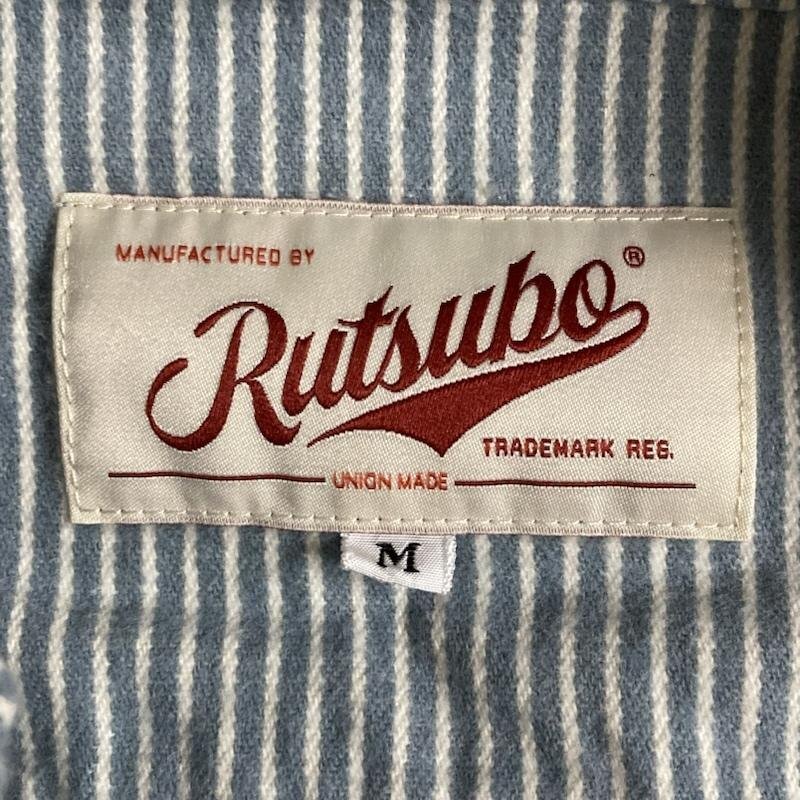 MANUFACTURED BY
Rutsubo®
TRADEMARK REG.
UNION MADE
M